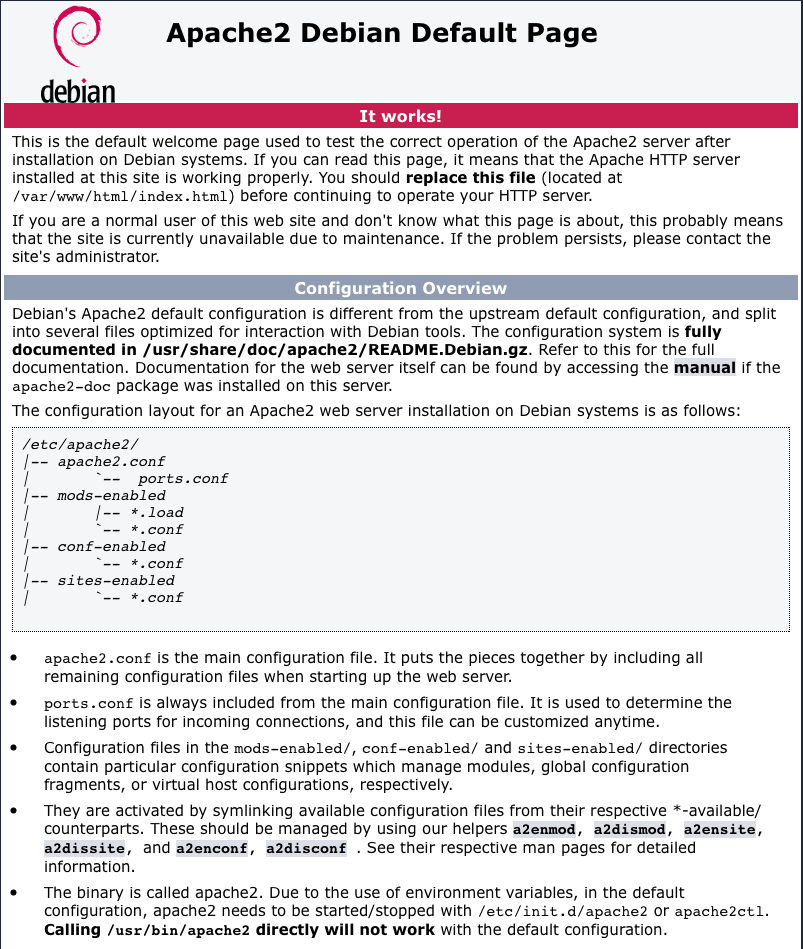 debian
Apache2 Debian Default Page
It works!
This is the default welcome page used to test the correct operation of the Apache2 server after
installation on Debian systems. If you can read this page, it means that the Apache HTTP server
installed at this site is working properly. You should replace this file (located at
/var/www/html/index.html) before continuing to operate your HTTP server.
If you are a normal user of this web site and don't know what this page is about, this probably means
that the site is currently unavailable due to maintenance. If the problem persists, please contact the
site's administrator.
Configuration Overview
Debian's Apache2 default configuration is different from the upstream default configuration, and split
into several files optimized for interaction with Debian tools. The configuration system is fully
documented in /usr/share/doc/apache2/README.Debian.gz. Refer to this for the full
documentation. Documentation for the web server itself can be found by accessing the manual if the
apache2-doc package was installed on this server.
The configuration layout for an Apache2 web server installation on Debian systems is as follows:
/etc/apache2/
|-- apache2.conf
|       `--  ports.conf
|-- mods-enabled
|       |-- *.load
|       `-- *.conf
|-- conf-enabled
|       `-- *.conf
|-- sites-enabled
|       `-- *.conf
• apache2.conf is the main configuration file. It puts the pieces together by including all
remaining configuration files when starting up the web server.
• ports.conf is always included from the main configuration file. It is used to determine the
listening ports for incoming connections, and this file can be customized anytime.
• Configuration files in the mods-enabled/, conf-enabled/ and sites-enabled/ directories
contain particular configuration snippets which manage modules, global configuration
fragments, or virtual host configurations, respectively.
• They are activated by symlinking available configuration files from their respective *-available/
counterparts. These should be managed by using our helpers a2enmod, a2dismod, a2ensite,
a2dissite, and a2enconf, a2disconf . See their respective man pages for detailed
information.
• The binary is called apache2. Due to the use of environment variables, in the default
configuration, apache2 needs to be started/stopped with /etc/init.d/apache2 or apache2ctl.
Calling /usr/bin/apache2 directly will not work with the default configuration.